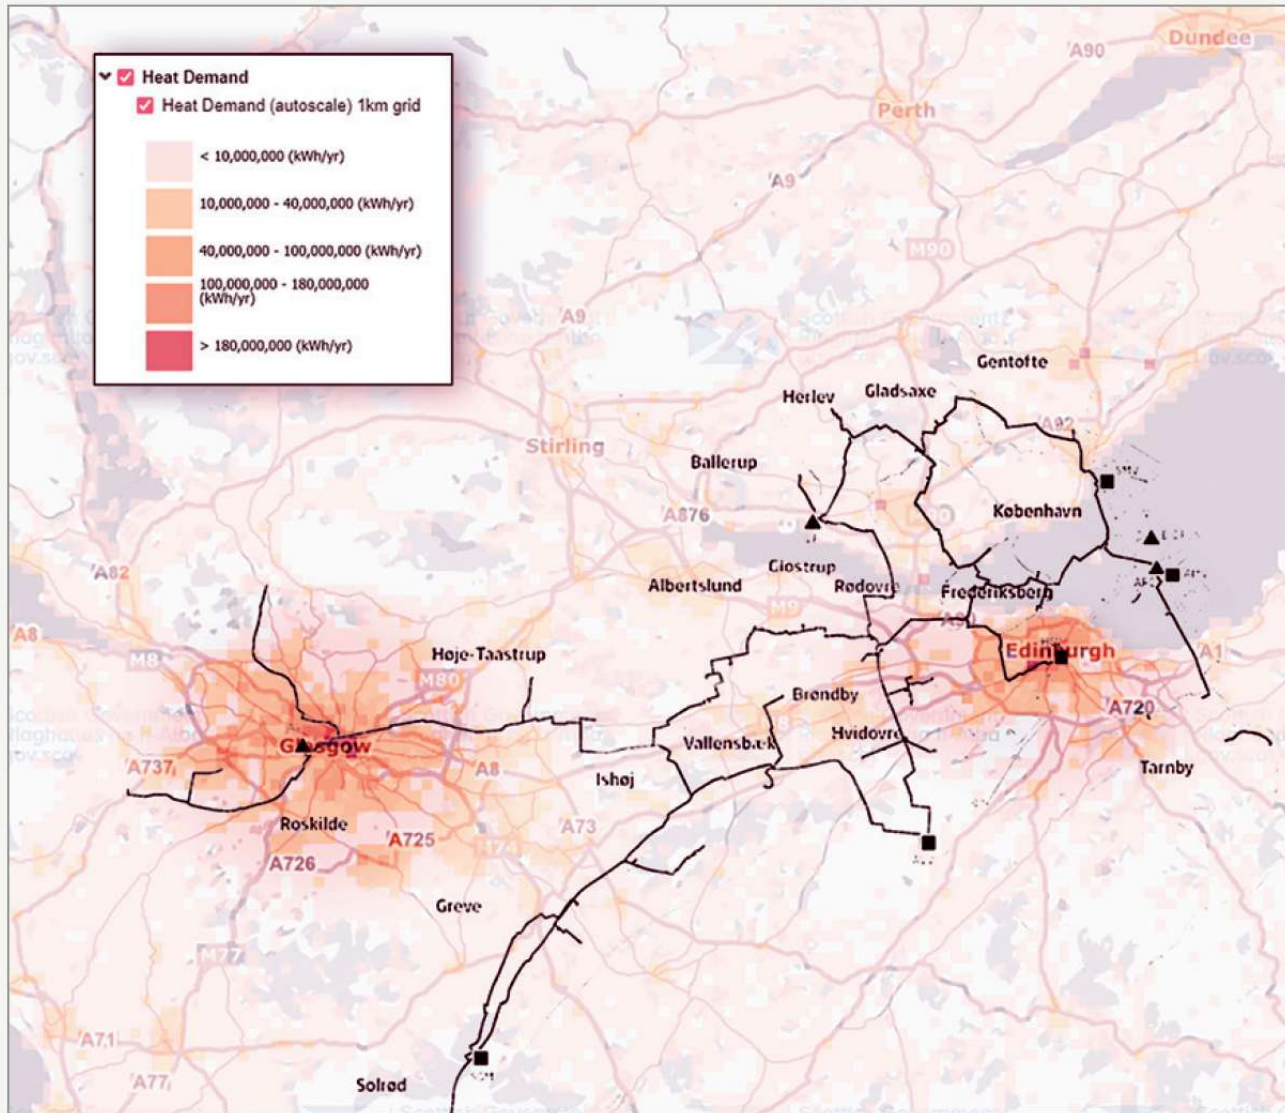 Heat Demand
Heat Demand (autoscale) 1km grid
< 10,000,000 (kWh/yr)
10,000,000 - 40,000,000 (kWh/yr)
40,000,000 - 100,000,000 (kWh/yr)
100,000,000 - 180,000,000
(kWh/yr)
> 180,000,000 (kWh/yr)
A90
Dundee
Perth
A9
M90
A9
Gentofte
Gladsaxe
Herlev
A92
Stirling
Ballerup
København
A876
A82
Glostrup
Albertslund
Rødovre
Frederiksberg
M9
A8
Edinburgh
A1
Høje-Taastrup
M8
M80
Brøndby
A720
Hvidovre
Vallensbæk
Glasgow
A737
A8
Ishøj
Tarnby
Roskilde
A73
A725
M74
A726
Greve
M77
A71
A77
Solrød